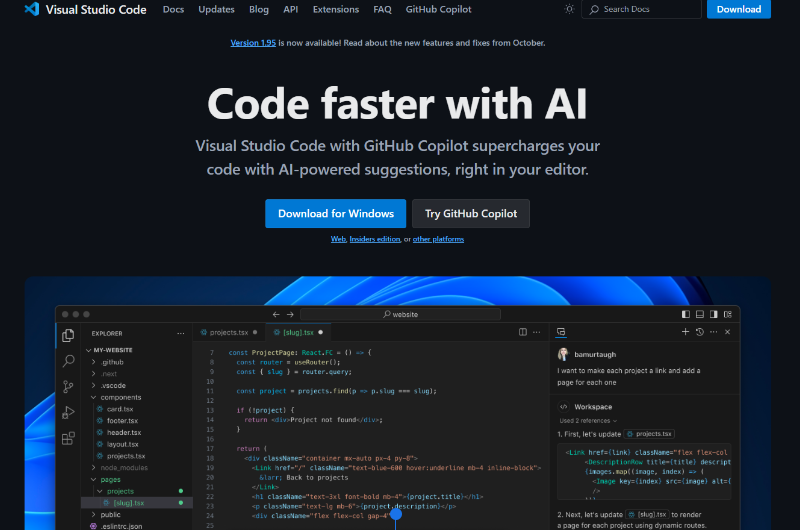 Visual Studio Code Docs Updates Blog API Extensions FAQ GitHub Copilot Search Docs Download
Version 1.95 is now available! Read about the new features and fixes from October.
Code faster with AI
Visual Studio Code with GitHub Copilot supercharges your
code with AI-powered suggestions, right in your editor.
Download for Windows Try GitHub Copilot
Web, Insiders edition, or other platforms
website
EXPLORER
MY-WEBSITE
.github
.next
.vscode
components
card.tsx
footer.tsx
header.tsx
layout.tsx
projects.tsx
node_modules
pages
projects
[slug].tsx
public
.eslintrc.json
projects.tsx [slug].tsx
7 const ProjectPage: React.FC = () => {
8 const router = useRouter();
9 const { slug } = router.query;
10
11 const project = projects.find(p => p.slug === slug);
12
13 if (!project) {
14 return <div>Project not found</div>;
15 }
16
17 return (
18 <div className="container mx-auto px-4 py-8">
19 <Link href="/" className="text-blue-600 hover:underline mb-4 inline-block">
20 &larr; Back to projects
21 </Link>
22 <h1 className="text-3xl font-bold mb-4">{project.title}</h1>
23 <p className="text-lg mb-6">{project.description}</p>
24 <div className="flex flex-col gap-4"
25
bamurtaugh
I want to make each project a link and add a
page for each one
Workspace
Used 2 references
1. First, let's update projects.tsx
<Link href={link} className="flex flex-col
<DescriptionRow title={title} descript
{images.map((image, index) => (
<Image key={index} src={image} alt={
/>
2. Next, let's update [slug].tsx to render
a page for each project using dynamic routes.